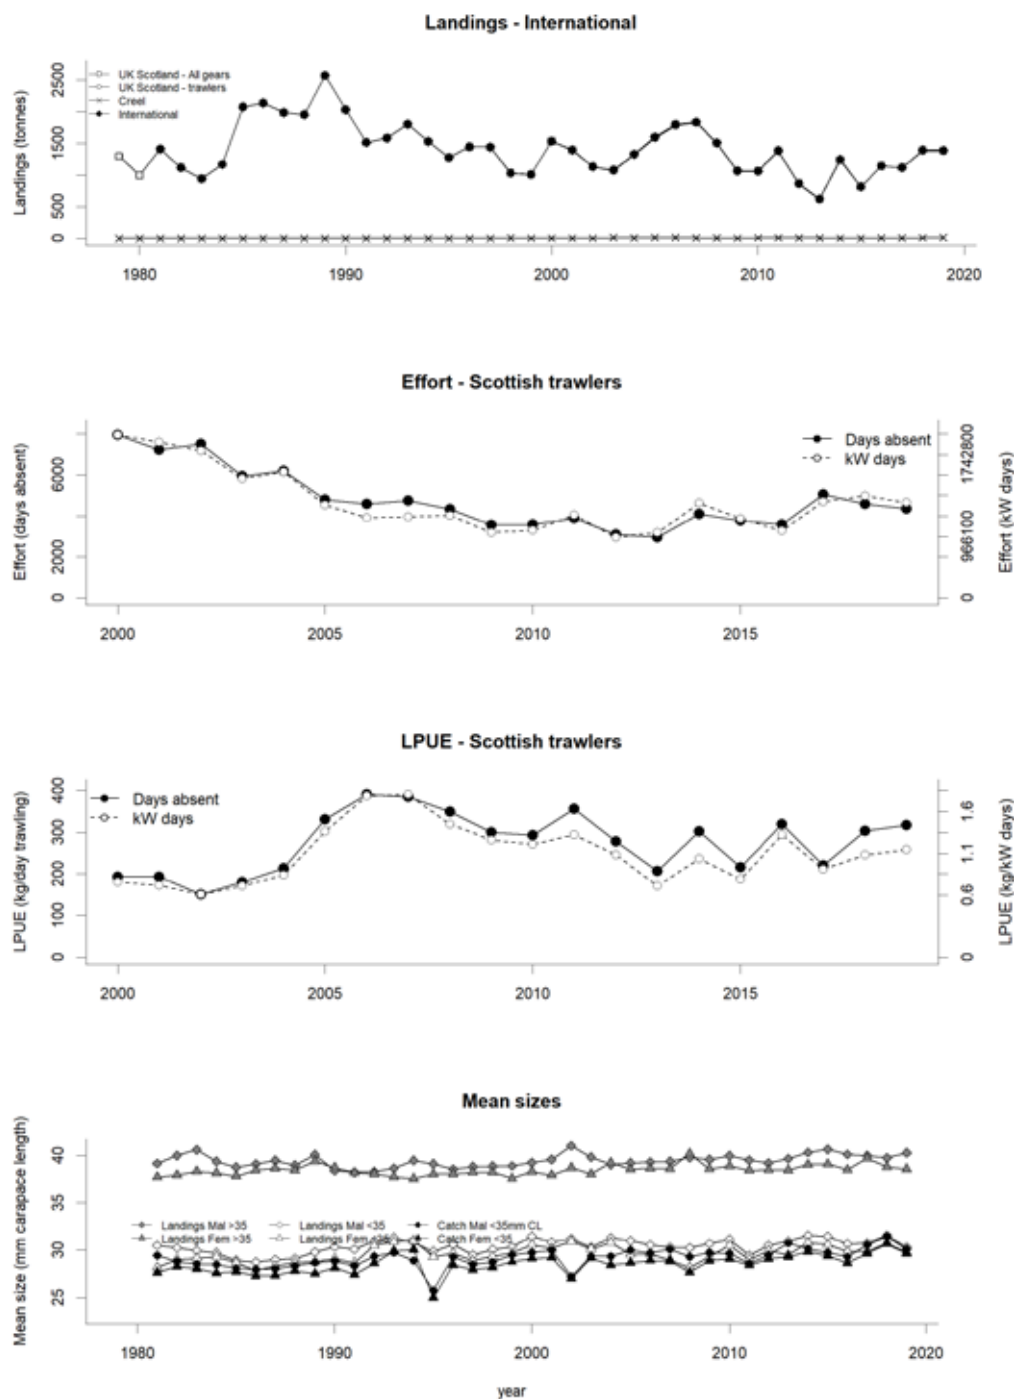 Landings - International
Landings (tonnes)
2500
1500
500
0
UK Scotland - All gears
UK Scotland - trawlers
Creel
International
1980 1990 2000 2010 2020
Effort - Scottish trawlers
Effort (days absent)
6000
2000
0
Days absent
kW days
1742800
966100
0
Effort (kW days)
2000 2005 2010 2015
LPUE - Scottish trawlers
LPUE (kg/day trawling)
400
300
200
100
0
Days absent
kW days
1.6
1.1
0.6
0
LPUE (kg/kW days)
2000 2005 2010 2015
Mean sizes
Mean size (mm carapace length)
40
35
30
25
Landings Mal >35 Landings Mal <35 Catch Mal <35mm CL
Landings Fem >35 Landings Fem <35 Catch Fem <35
1980 1990 2000 2010 2020
year